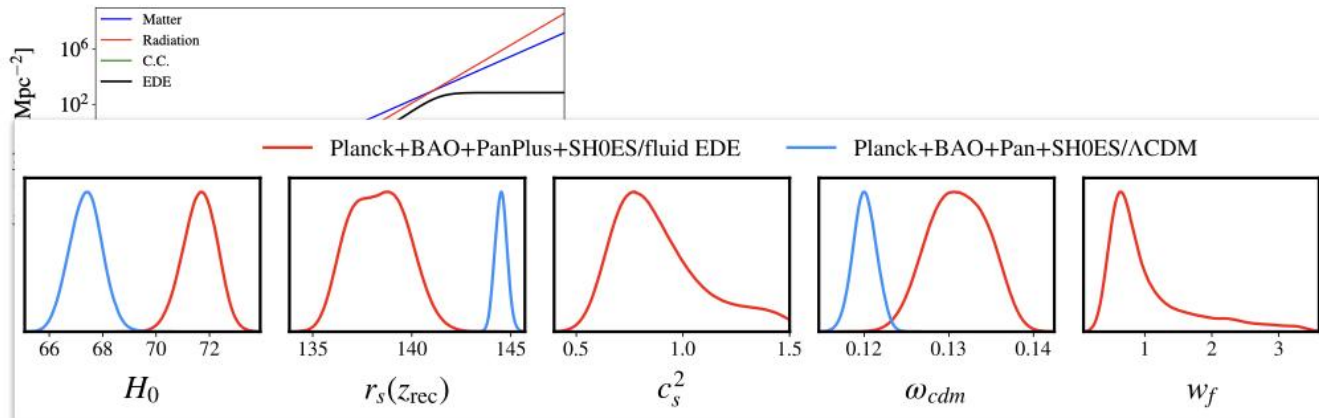 Matter
Radiation
C.C.
EDE
10⁶
10²
Mpc⁻²]
Planck+BAO+PanPlus+SH0ES/fluid EDE
Planck+BAO+Pan+SH0ES/ΛCDM
66 68 70 72
135 140 145
0.5 1.0 1.5
0.12 0.13 0.14
1 2 3
H₀
rₛ(z_rec)
cₛ²
ω_cdm
w_f